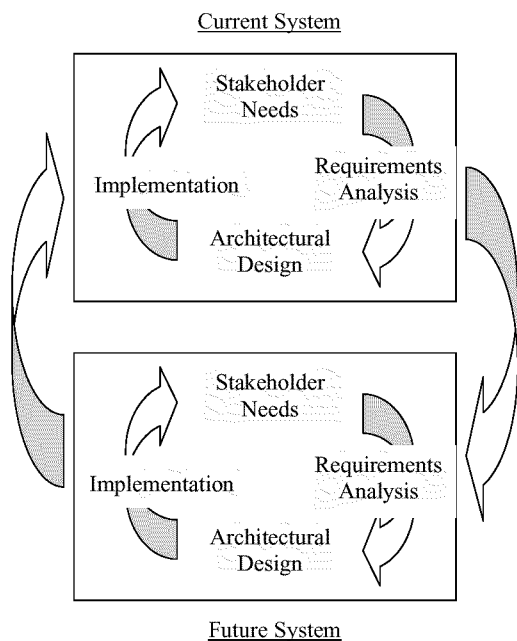 Current System
Stakeholder
Needs
Implementation
Requirements
Analysis
Architectural
Design
Stakeholder
Needs
Implementation
Requirements
Analysis
Architectural
Design
Future System